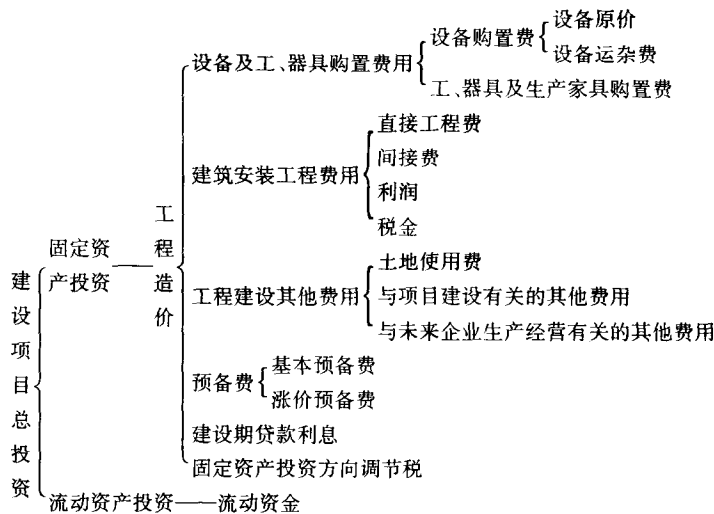 建设项目总投资
固定资产投资——工程造价
设备及工、器具购置费用
设备购置费
设备原价
设备运杂费
工、器具及生产家具购置费
建筑安装工程费用
直接工程费
间接费
利润
税金
工程建设其他费用
土地使用费
与项目建设有关的其他费用
与未来企业生产经营有关的其他费用
预备费
基本预备费
涨价预备费
建设期贷款利息
固定资产投资方向调节税
流动资产投资——流动资金